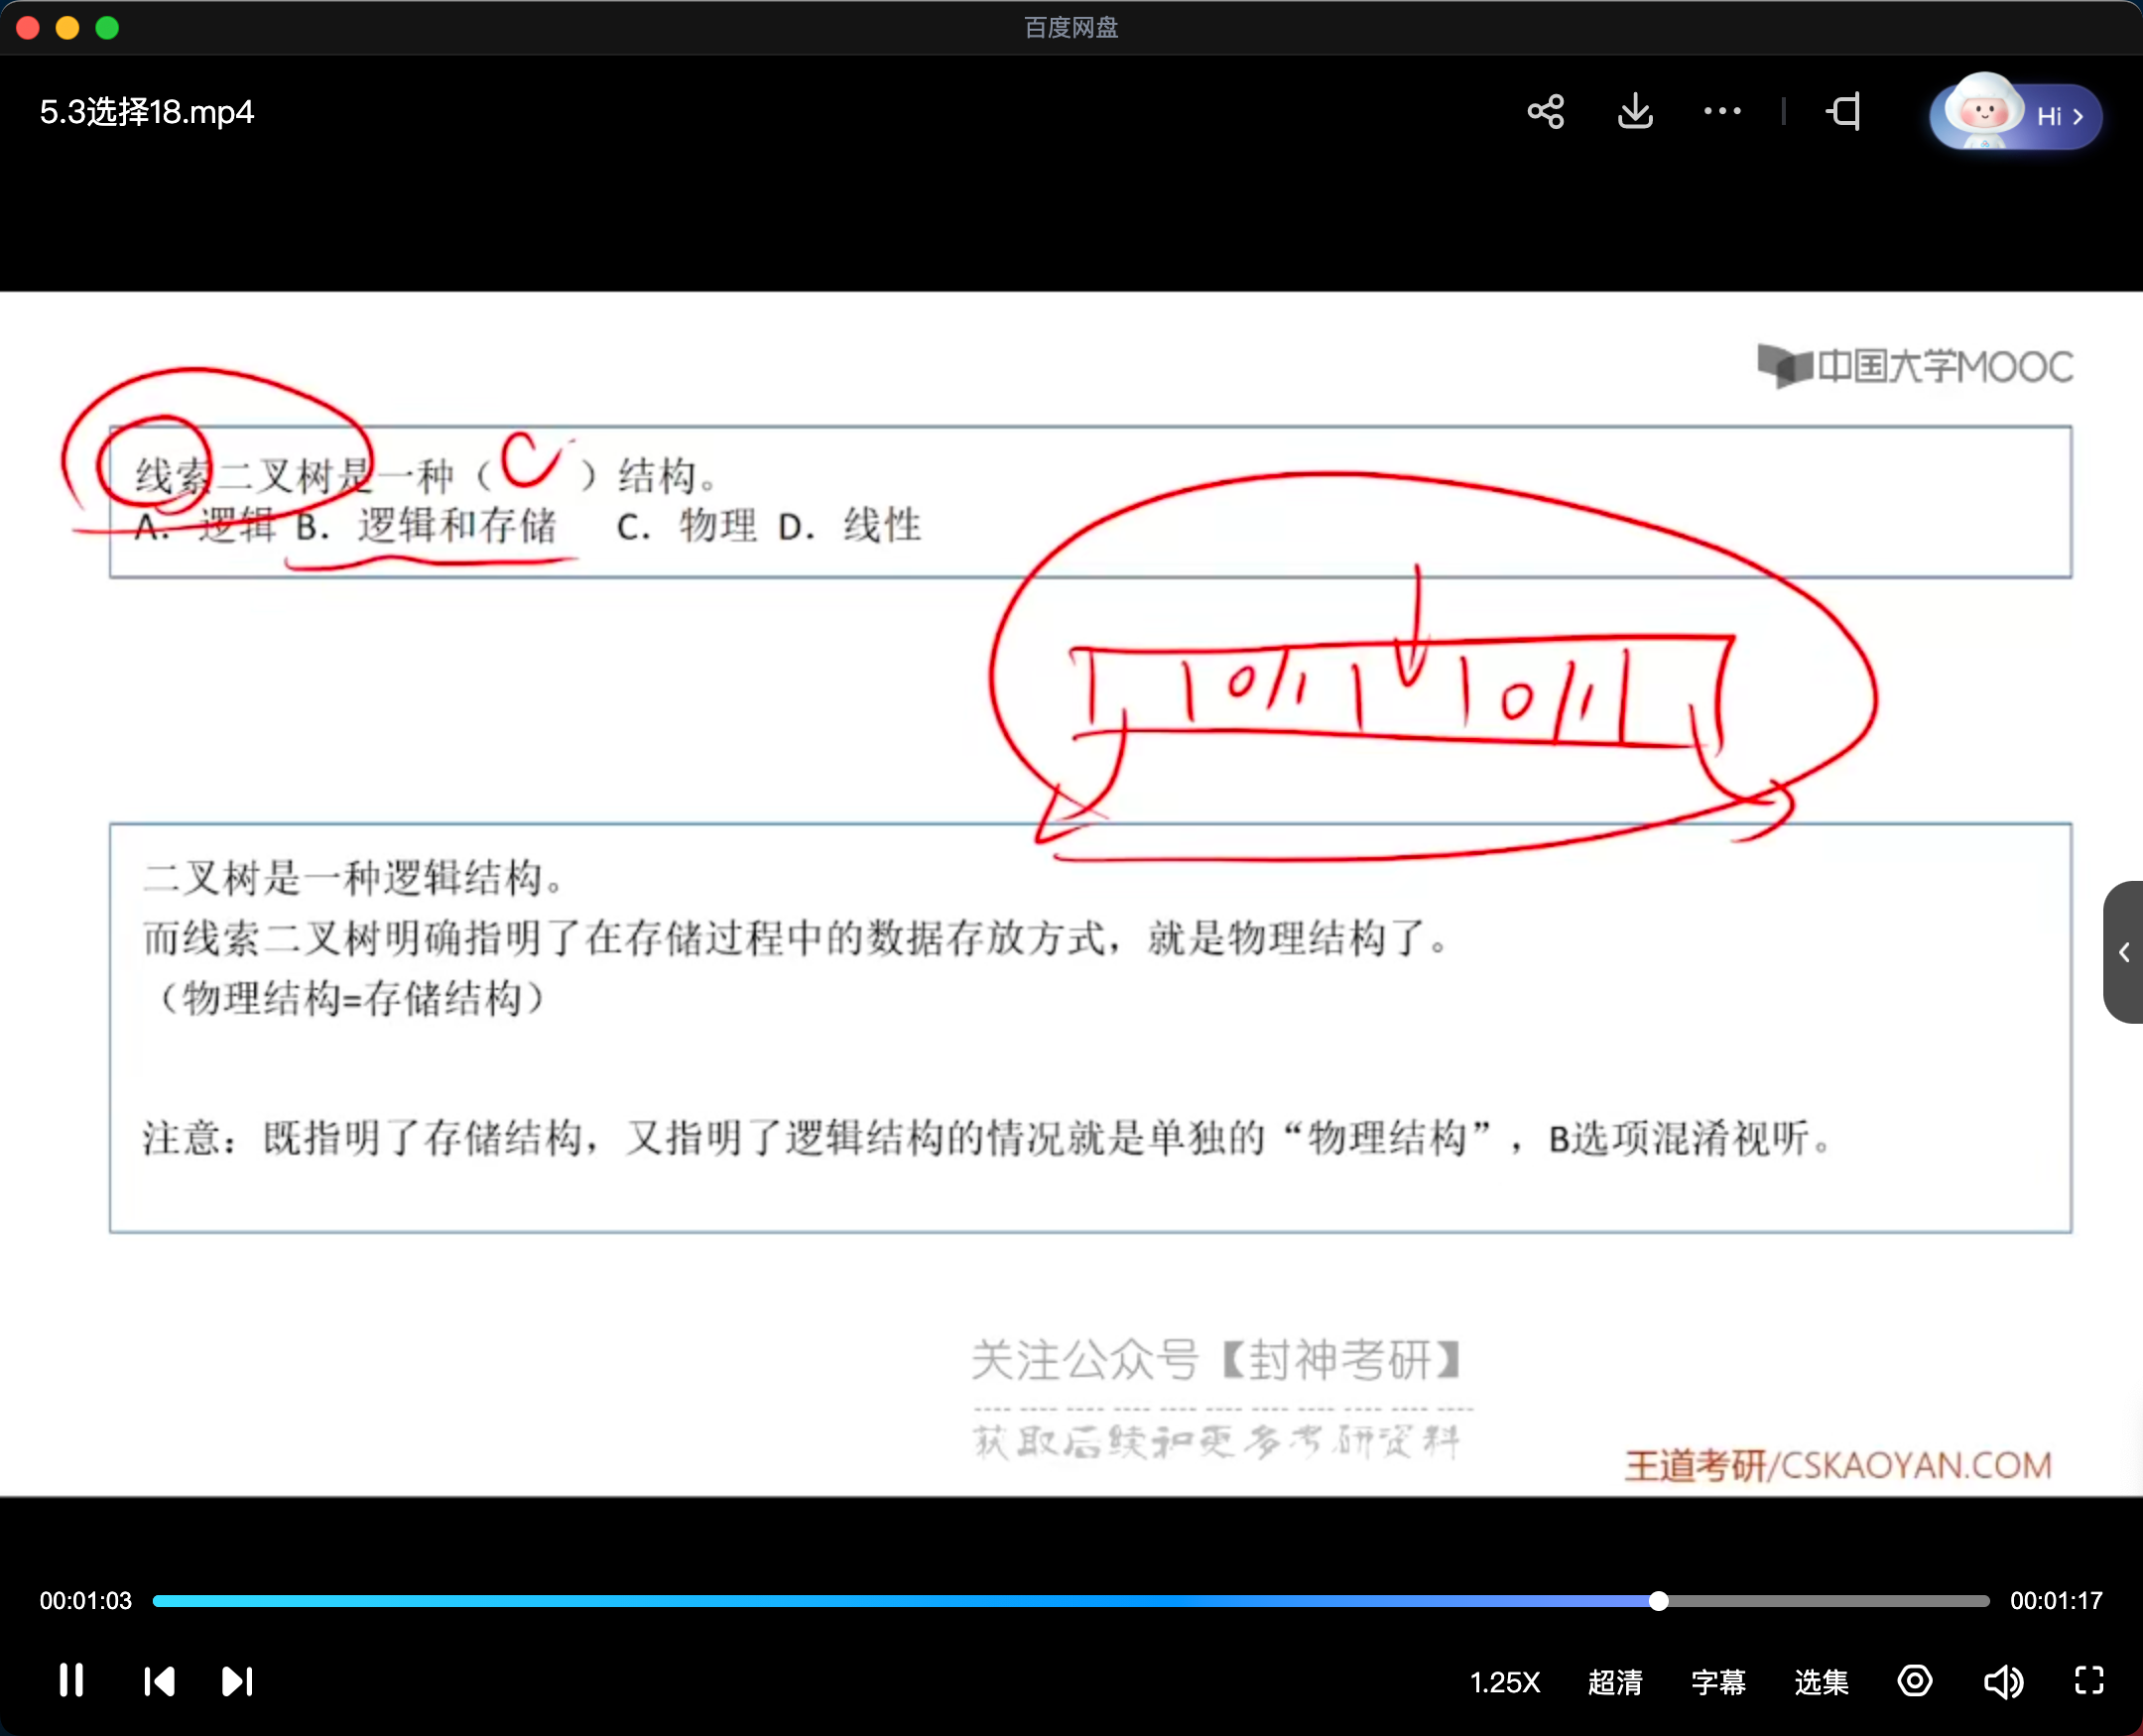 百度网盘
5.3选择18.mp4
Hi
中国大学MOOC
线索二叉树是一种（C）结构。
A. 逻辑 B. 逻辑和存储 C. 物理 D. 线性
0/1 0/1
二叉树是一种逻辑结构。
而线索二叉树明确指明了在存储过程中的数据存放方式，就是物理结构了。
（物理结构=存储结构）
注意：既指明了存储结构，又指明了逻辑结构的情况就是单独的“物理结构”，B选项混淆视听。
关注公众号【封神考研】
获取后续和更多考研资料
王道考研/CSKAOYAN.COM
00:01:03 00:01:17
1.25X 超清 字幕 选集